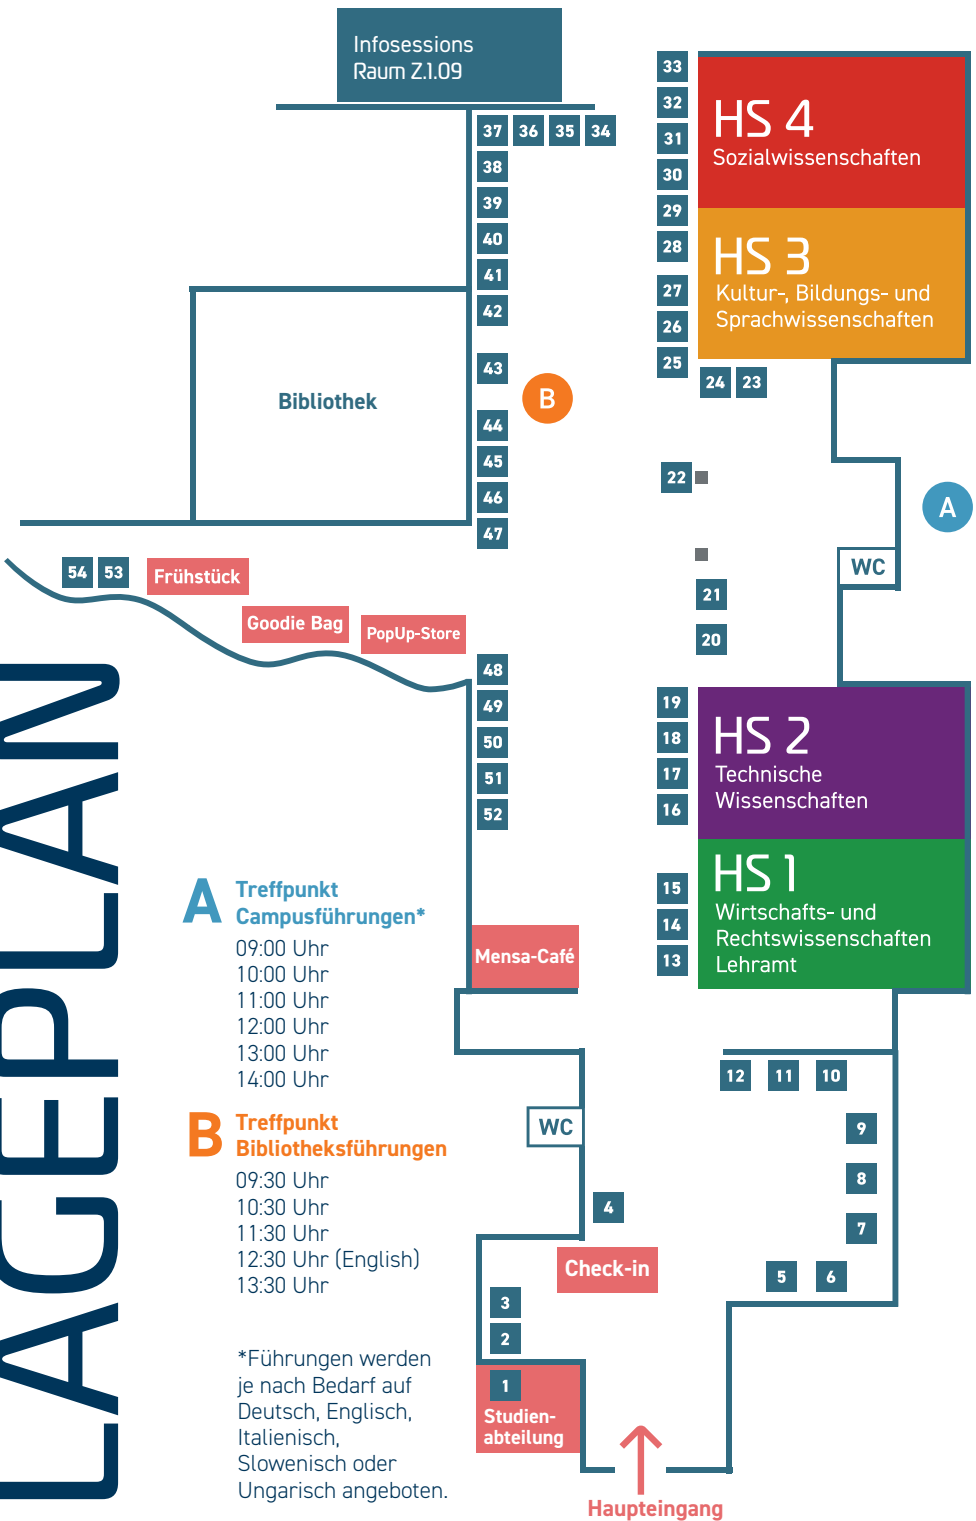 LAGEPLAN
Infosessions
Raum Z.1.09
37 36 35 34
38
39
40
41
42
43
44
45
46
47
33
32
31
30
29
28
27
26
25
24 23
HS 4
Sozialwissenschaften
HS 3
Kultur-, Bildungs- und
Sprachwissenschaften
Bibliothek
B
22
A
WC
21
20
54 53
Frühstück
Goodie Bag
PopUp-Store
48
49
50
51
52
19
18
17
16
15
14
13
HS 2
Technische
Wissenschaften
HS 1
Wirtschafts- und
Rechtswissenschaften
Lehramt
A
Treffpunkt
Campusführungen*
09:00 Uhr
10:00 Uhr
11:00 Uhr
12:00 Uhr
13:00 Uhr
14:00 Uhr
B
Treffpunkt
Bibliotheksführungen
09:30 Uhr
10:30 Uhr
11:30 Uhr
12:30 Uhr (English)
13:30 Uhr
*Führungen werden
je nach Bedarf auf
Deutsch, Englisch,
Italienisch,
Slowenisch oder
Ungarisch angeboten.
Mensa-Café
WC
12 11 10
9
8
7
5 6
4
Check-in
3
2
1
Studien-
abteilung
Haupteingang